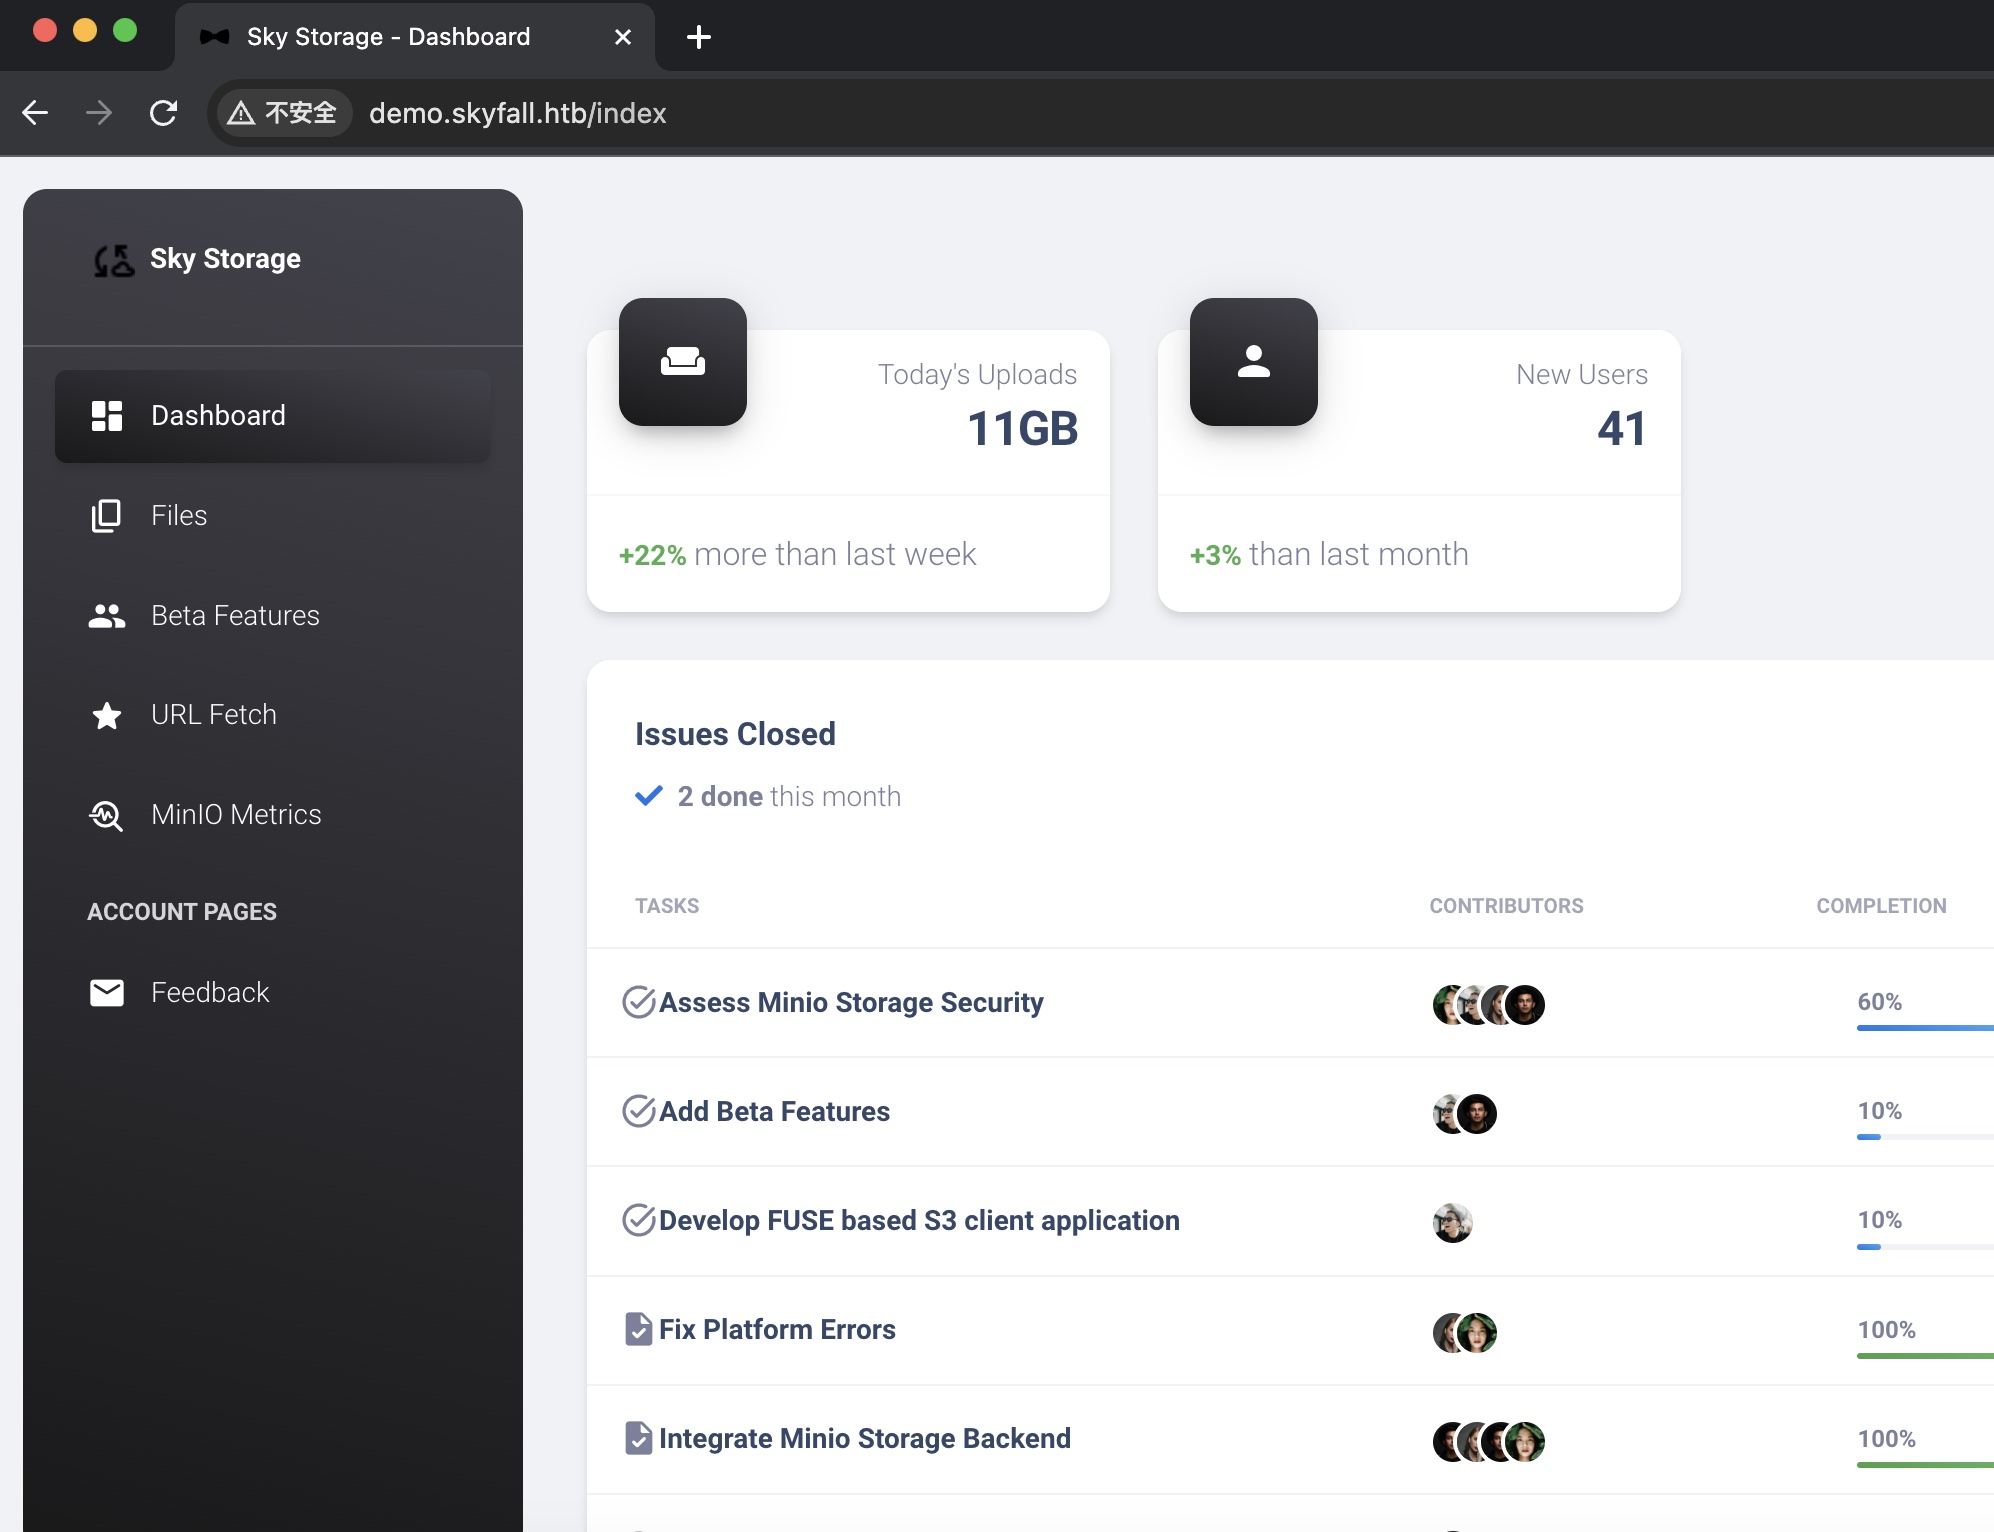 Sky Storage - Dashboard
不安全 demo.skyfall.htb/index
Sky Storage
Dashboard
Files
Beta Features
URL Fetch
MinIO Metrics
ACCOUNT PAGES
Feedback
Today's Uploads
11GB
+22% more than last week
New Users
41
+3% than last month
Issues Closed
2 done this month
TASKS CONTRIBUTORS COMPLETION
Assess Minio Storage Security 60%
Add Beta Features 10%
Develop FUSE based S3 client application 10%
Fix Platform Errors 100%
Integrate Minio Storage Backend 100%